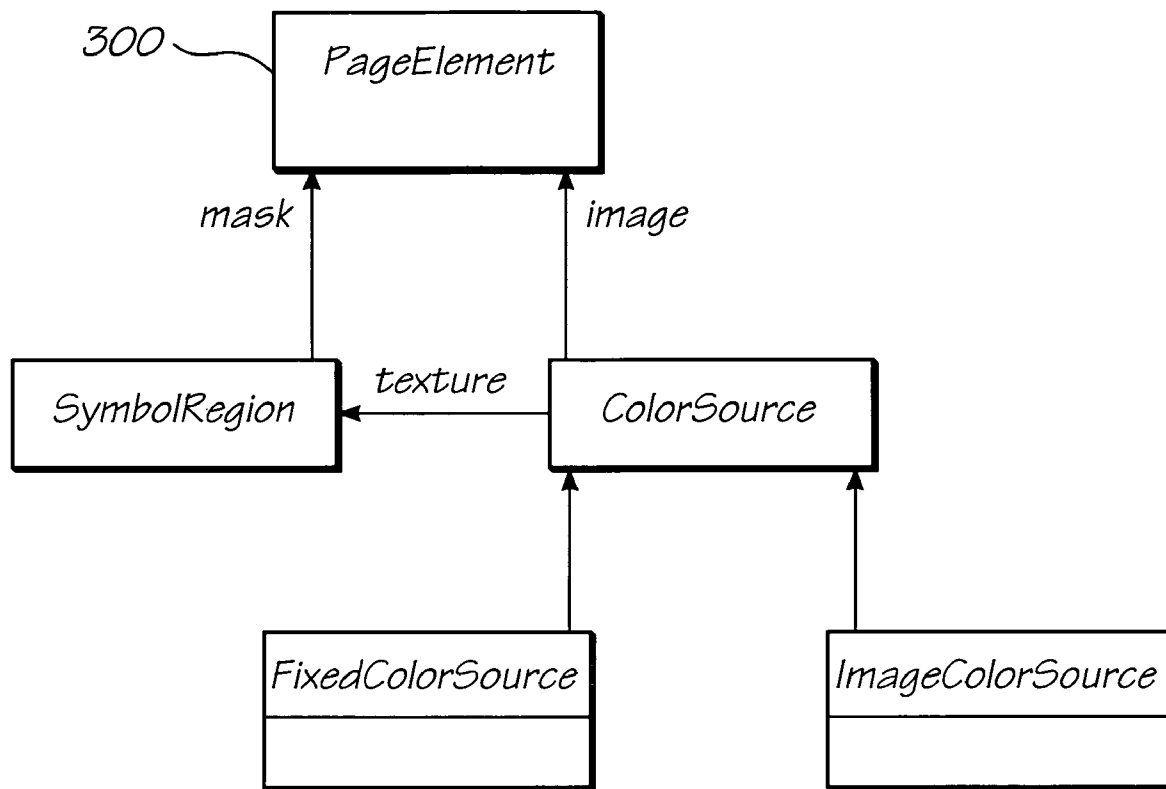 300
PageElement
mask
image
SymbolRegion
texture
ColorSource
FixedColorSource
ImageColorSource